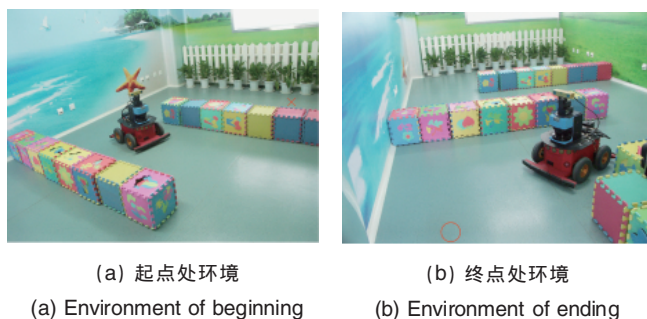 (a) 起点处环境
(b) 终点处环境
(a) Environment of beginning
(b) Environment of ending